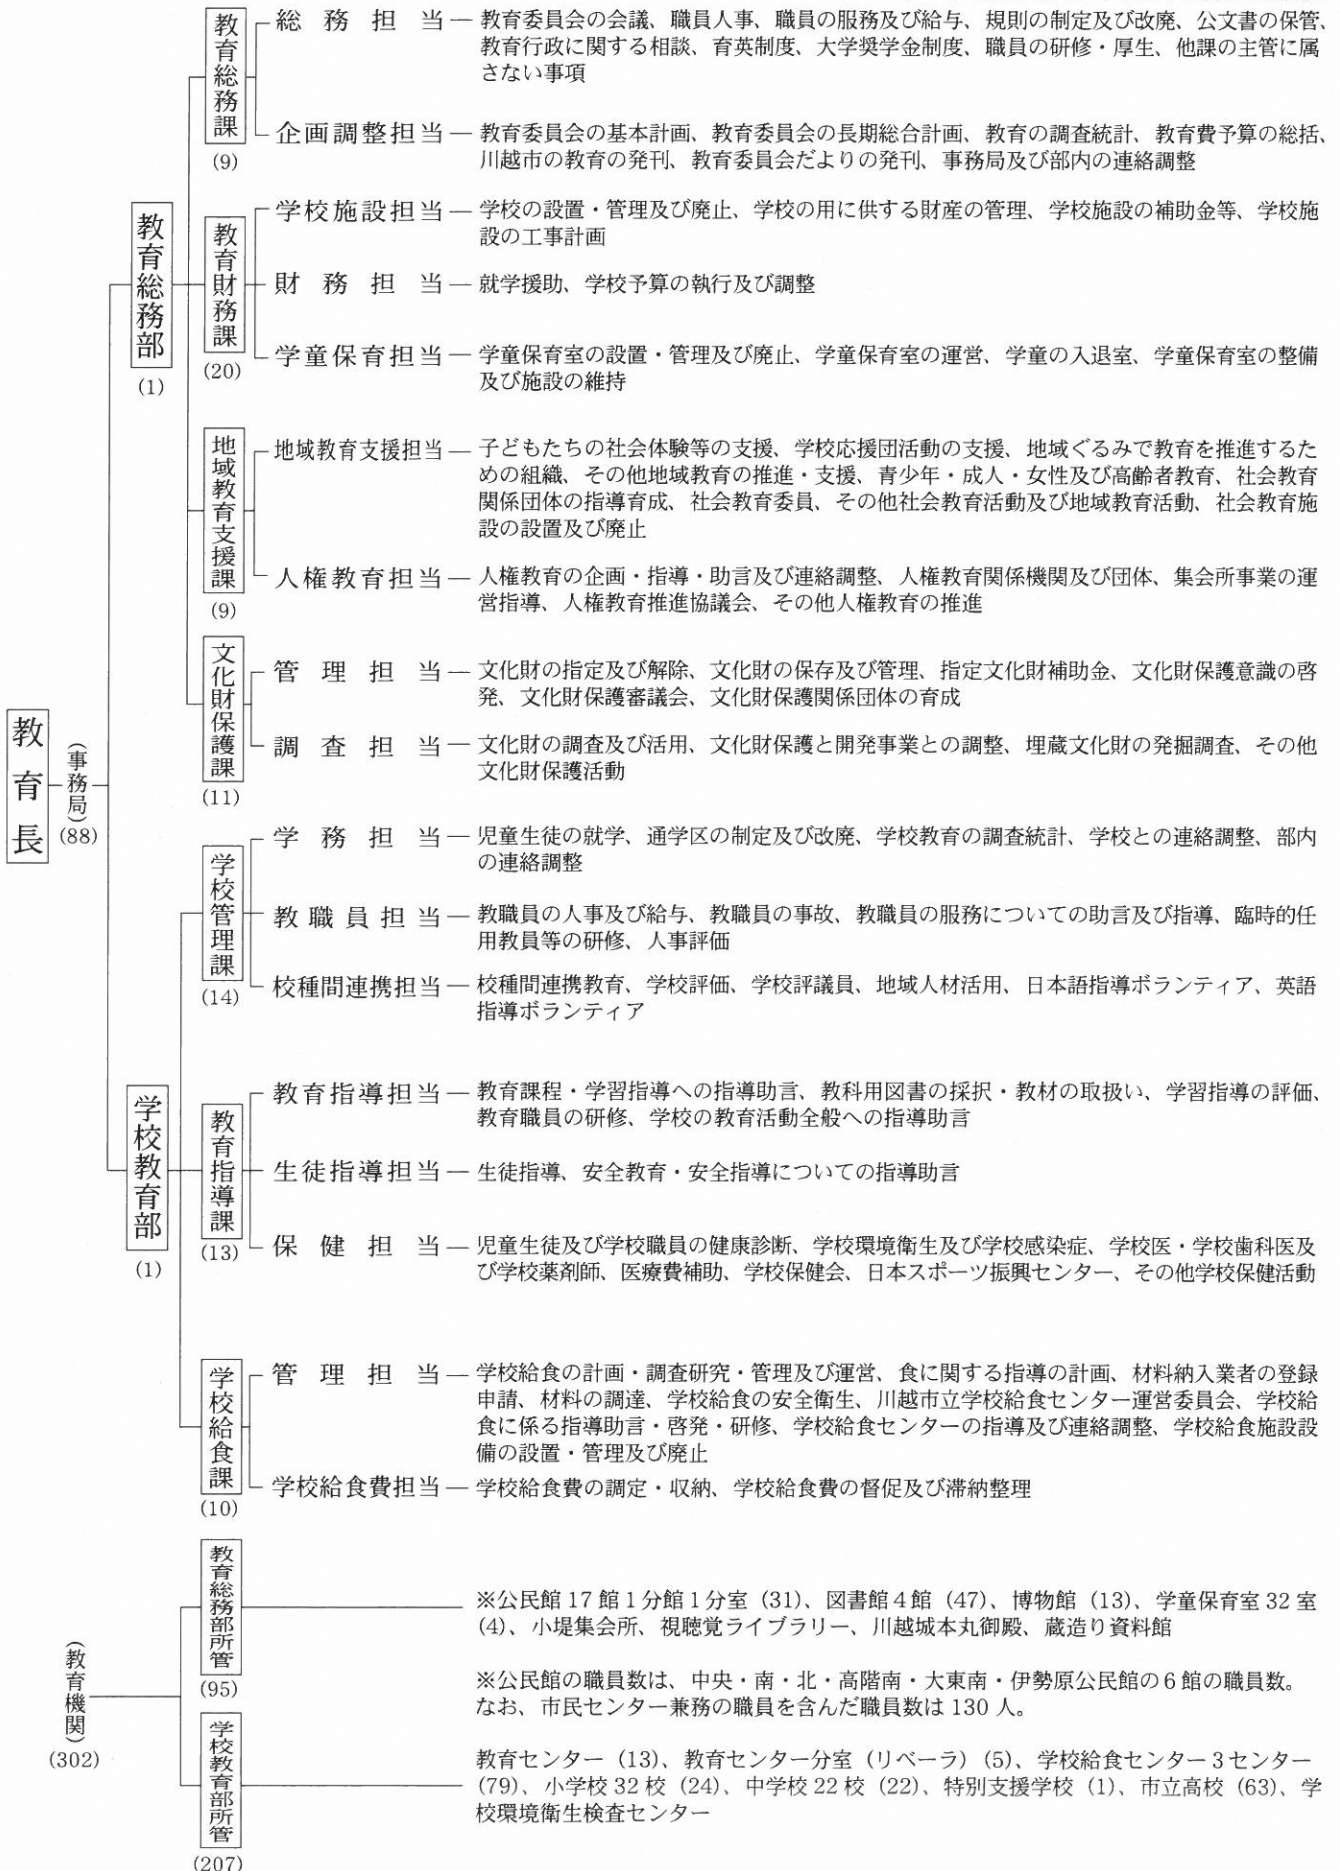 教育総務課
(9)
総務担当
教育委員会の会議、職員人事、職員の服務及び給与、規則の制定及び改廃、公文書の保管、
教育行政に関する相談、育英制度、大学奨学金制度、職員の研修・厚生、他課の主管に属
さない事項
企画調整担当
教育委員会の基本計画、教育委員会の長期総合計画、教育の調査統計、教育費予算の総括、
川越市の教育の発刊、教育委員会だよりの発刊、事務局及び部内の連絡調整
教育総務部
(1)
教育財務課
(20)
学校施設担当
学校の設置・管理及び廃止、学校の用に供する財産の管理、学校施設の補助金等、学校施
設の工事計画
財務担当
就学援助、学校予算の執行及び調整
学童保育担当
学童保育室の設置・管理及び廃止、学童保育室の運営、学童の入退室、学童保育室の整備
及び施設の維持
地域教育支援課
(9)
地域教育支援担当
子どもたちの社会体験等の支援、学校応援団活動の支援、地域ぐるみで教育を推進するた
めの組織、その他地域教育の推進・支援、青少年・成人・女性及び高齢者教育、社会教育
関係団体の指導育成、社会教育委員、その他社会教育活動及び地域教育活動、社会教育施
設の設置及び廃止
人権教育担当
人権教育の企画・指導・助言及び連絡調整、人権教育関係機関及び団体、集会所事業の運
営指導、人権教育推進協議会、その他人権教育の推進
文化財保護課
(11)
管理担当
文化財の指定及び解除、文化財の保存及び管理、指定文化財補助金、文化財保護意識の啓
発、文化財保護審議会、文化財保護関係団体の育成
調査担当
文化財の調査及び活用、文化財保護と開発事業との調整、埋蔵文化財の発掘調査、その他
文化財保護活動
教育長
(事務局)
(88)
学校管理課
(14)
学務担当
児童生徒の就学、通学区の制定及び改廃、学校教育の調査統計、学校との連絡調整、部内
の連絡調整
教職員担当
教職員の人事及び給与、教職員の事故、教職員の服務についての助言及び指導、臨時的任
用教員等の研修、人事評価
校種間連携担当
校種間連携教育、学校評価、学校評議員、地域人材活用、日本語指導ボランティア、英語
指導ボランティア
学校教育部
(1)
教育指導課
(13)
教育指導担当
教育課程・学習指導への指導助言、教科用図書の採択・教材の取扱い、学習指導の評価、
教育職員の研修、学校の教育活動全般への指導助言
生徒指導担当
生徒指導、安全教育・安全指導についての指導助言
保健担当
児童生徒及び学校職員の健康診断、学校環境衛生及び学校感染症、学校医・学校歯科医及
び学校薬剤師、医療費補助、学校保健会、日本スポーツ振興センター、その他学校保健活動
学校給食課
(10)
管理担当
学校給食の計画・調査研究・管理及び運営、食に関する指導の計画、材料納入業者の登録
申請、材料の調達、学校給食の安全衛生、川越市立学校給食センター運営委員会、学校給
食に係る指導助言・啓発・研修、学校給食センターの指導及び連絡調整、学校給食施設設
備の設置・管理及び廃止
学校給食費担当
学校給食費の調定・収納、学校給食費の督促及び滞納整理
(教育機関)
(302)
教育総務部所管
(95)
※公民館17館1分館1分室(31)、図書館4館(47)、博物館(13)、学童保育室32室
(4)、小堤集会所、視聴覚ライブラリー、川越城本丸御殿、蔵造り資料館
※公民館の職員数は、中央・南・北・高階南・大東南・伊勢原公民館の6館の職員数。
なお、市民センター兼務の職員を含んだ職員数は130人。
学校教育部所管
(207)
教育センター(13)、教育センター分室(リベーラ)(5)、学校給食センター3センター
(79)、小学校32校(24)、中学校22校(22)、特別支援学校(1)、市立高校(63)、学
校環境衛生検査センター